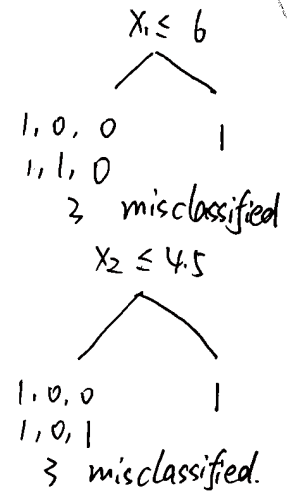 X₁ ≤ 6
1, 0, 0 1
1, 1, 0
3 misclassified
X₂ ≤ 4.5
1, 0, 0 1
1, 0, 1
3 misclassified.